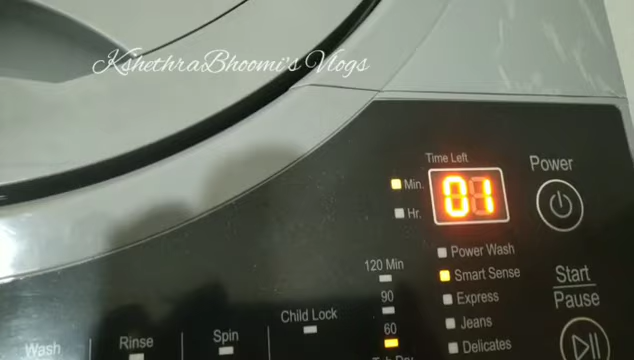 KshethraBhoomi's Vlogs
Time Left
Min.
01
Hr.
Power
Power Wash
Smart Sense
Express
Jeans
Delicates
Start
Pause
120 Min
90
60
Child Lock
Spin
Rinse
Wash